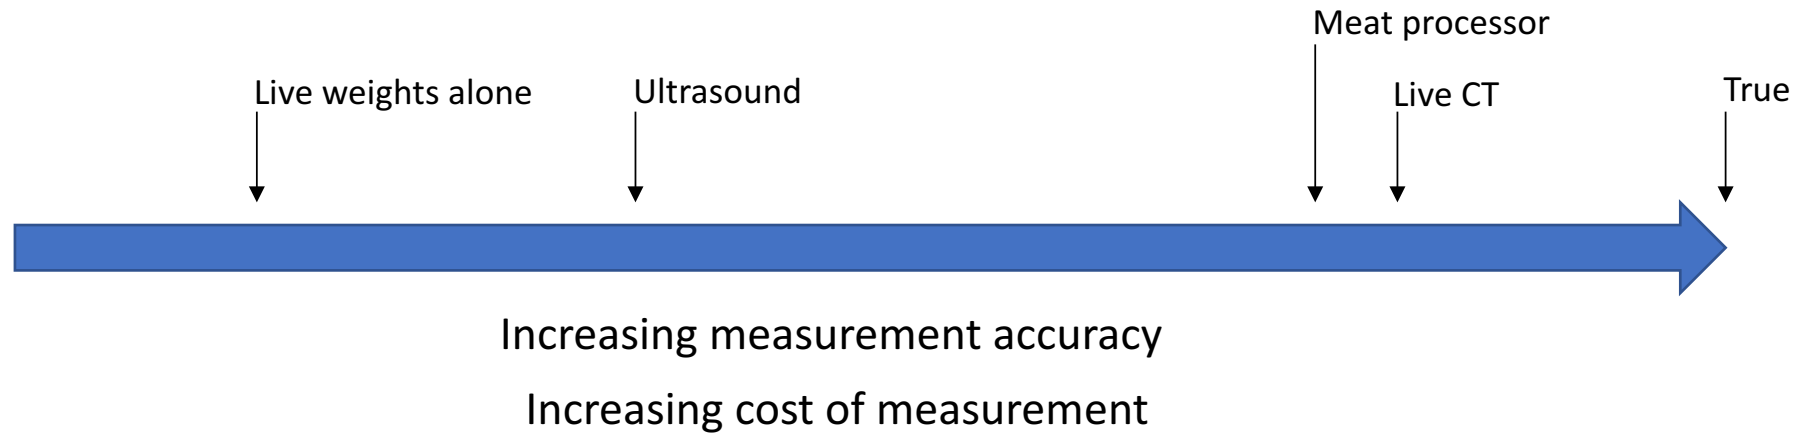 Meat processor
Live weights alone
Ultrasound
Live CT
True
Increasing measurement accuracy
Increasing cost of measurement